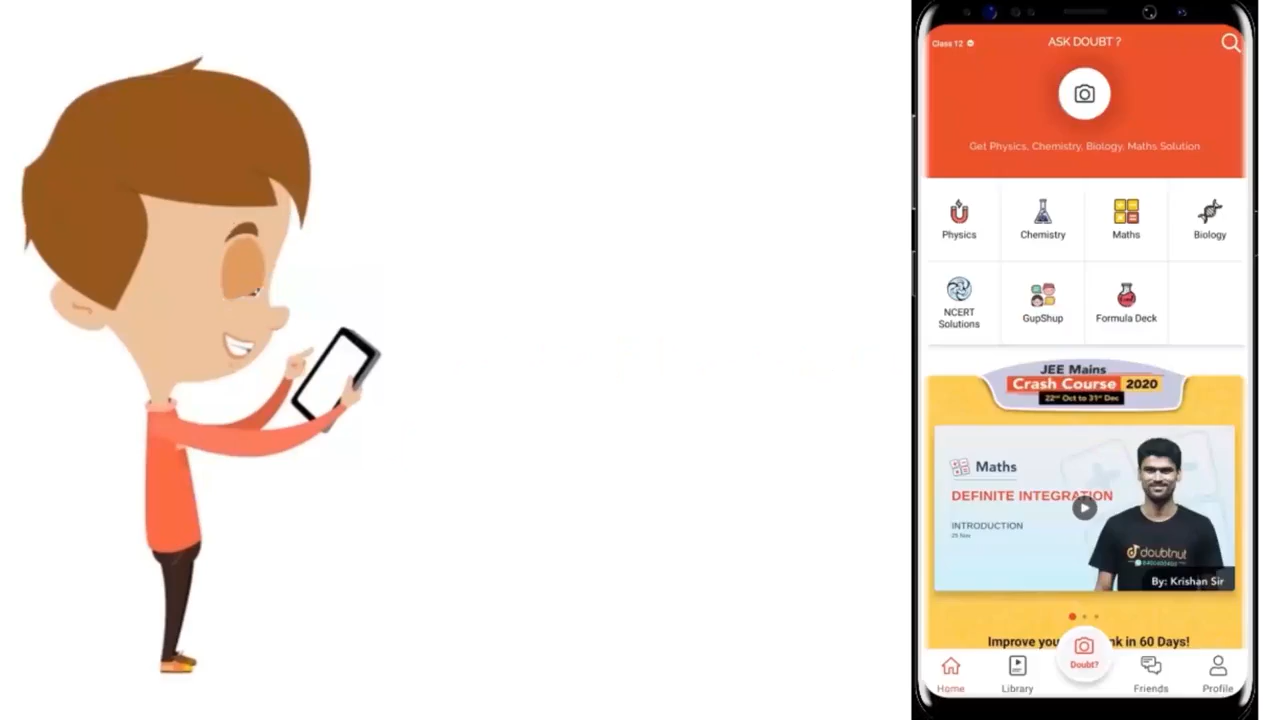 Class 12
ASK DOUBT ?
Get Physics, Chemistry, Biology, Maths Solution
Physics
Chemistry
Maths
Biology
NCERT
Solutions
GupShup
Formula Deck
JEE Mains
Crash Course 2020
22nd Oct to 31st Dec
Maths
DEFINITE INTEGRATION
INTRODUCTION
doubtnut
By: Krishan Sir
Improve you nk in 60 Days!
Doubt?
Home
Library
Friends
Profile